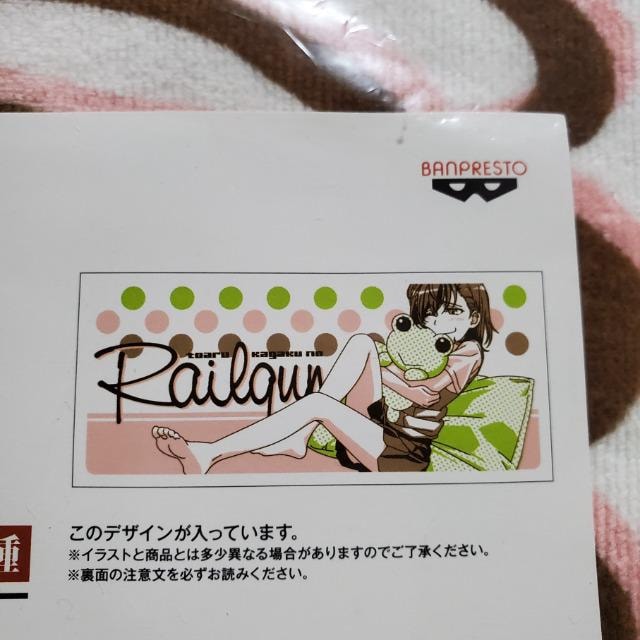 BANPRESTO
toaru kagaku no
Railgun
このデザインが入っています。
※イラストと商品とは多少異なる場合がありますのでご了承ください。
※裏面の注意文を必ずお読みください。
種